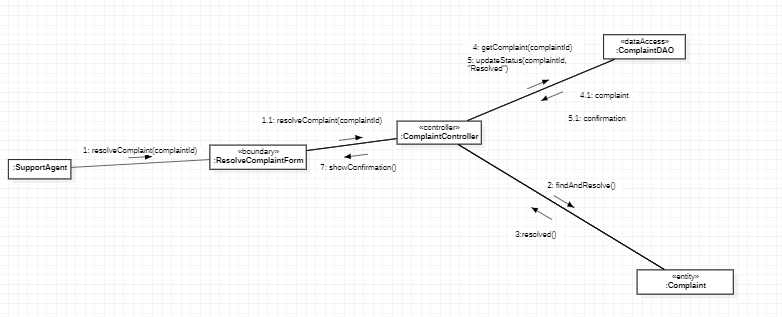 «dataAccess»
:ComplaintDAO
4: getComplaint(complaintId)
5: updateStatus(complaintId,
"Resolved")
4.1: complaint
5.1: confirmation
1.1: resolveComplaint(complaintId)
«controller»
:ComplaintController
1: resolveComplaint(complaintId)
«boundary»
:ResolveComplaintForm
:SupportAgent
7: showConfirmation()
2: findAndResolve()
3:resolved()
«entity»
:Complaint